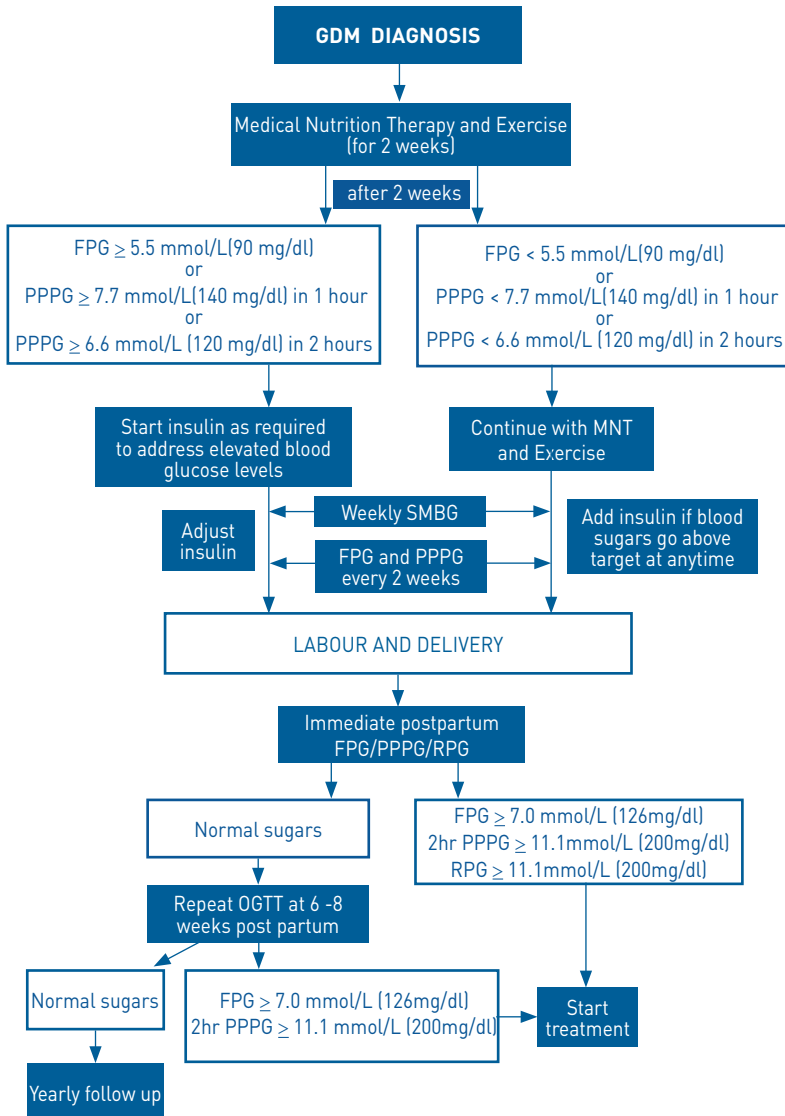 GDM DIAGNOSIS
Medical Nutrition Therapy and Exercise
(for 2 weeks)
after 2 weeks
FPG ≥ 5.5 mmol/L(90 mg/dl)
or
PPPG ≥ 7.7 mmol/L(140 mg/dl) in 1 hour
or
PPPG ≥ 6.6 mmol/L (120 mg/dl) in 2 hours
FPG < 5.5 mmol/L(90 mg/dl)
or
PPPG < 7.7 mmol/L(140 mg/dl) in 1 hour
or
PPPG < 6.6 mmol/L (120 mg/dl) in 2 hours
Start insulin as required
to address elevated blood
glucose levels
Continue with MNT
and Exercise
Weekly SMBG
Adjust
insulin
Add insulin if blood
sugars go above
target at anytime
FPG and PPPG
every 2 weeks
LABOUR AND DELIVERY
Immediate postpartum
FPG/PPPG/RPG
Normal sugars
FPG ≥ 7.0 mmol/L (126mg/dl)
2hr PPPG ≥ 11.1mmol/L (200mg/dl)
RPG ≥ 11.1mmol/L (200mg/dl)
Repeat OGTT at 6 -8
weeks post partum
Normal sugars
FPG ≥ 7.0 mmol/L (126mg/dl)
2hr PPPG ≥ 11.1 mmol/L (200mg/dl)
Start
treatment
Yearly follow up